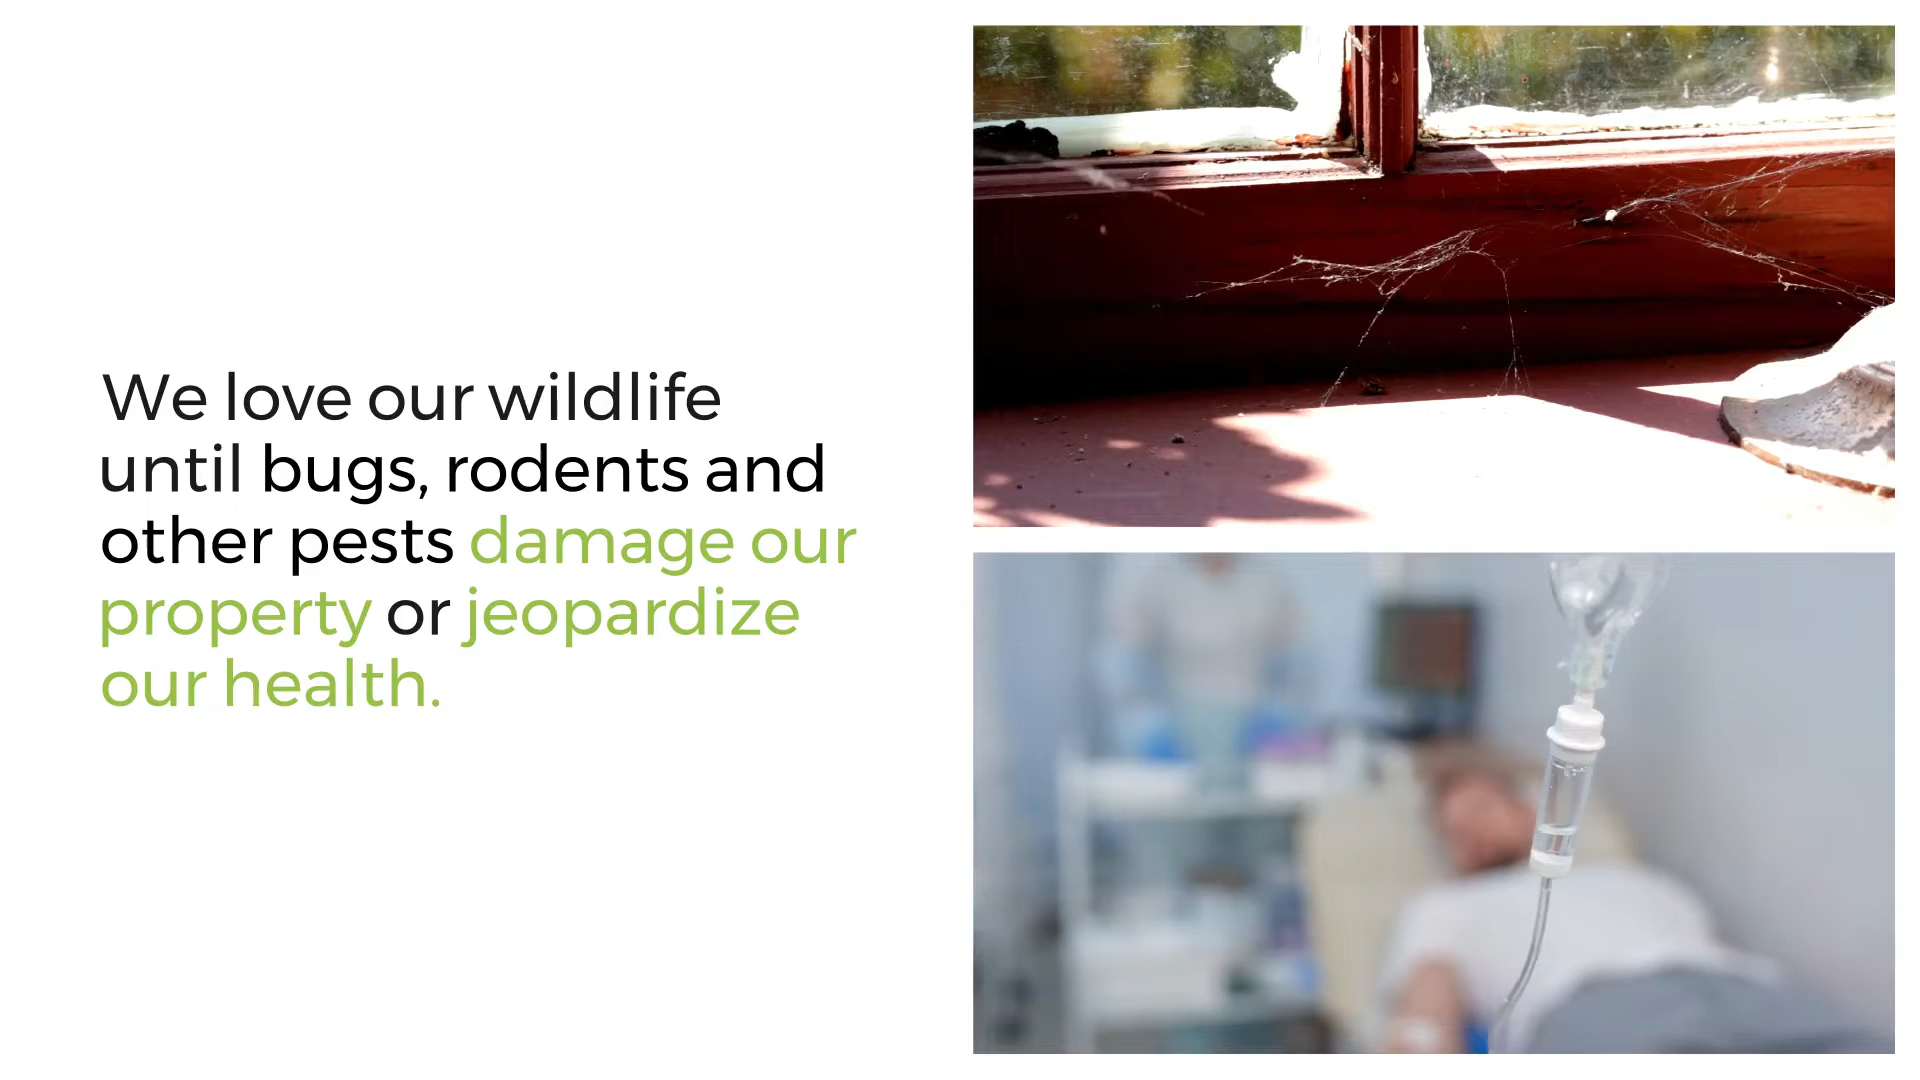 We love our wildlife
until bugs, rodents and
other pests damage our
property or jeopardize
our health.